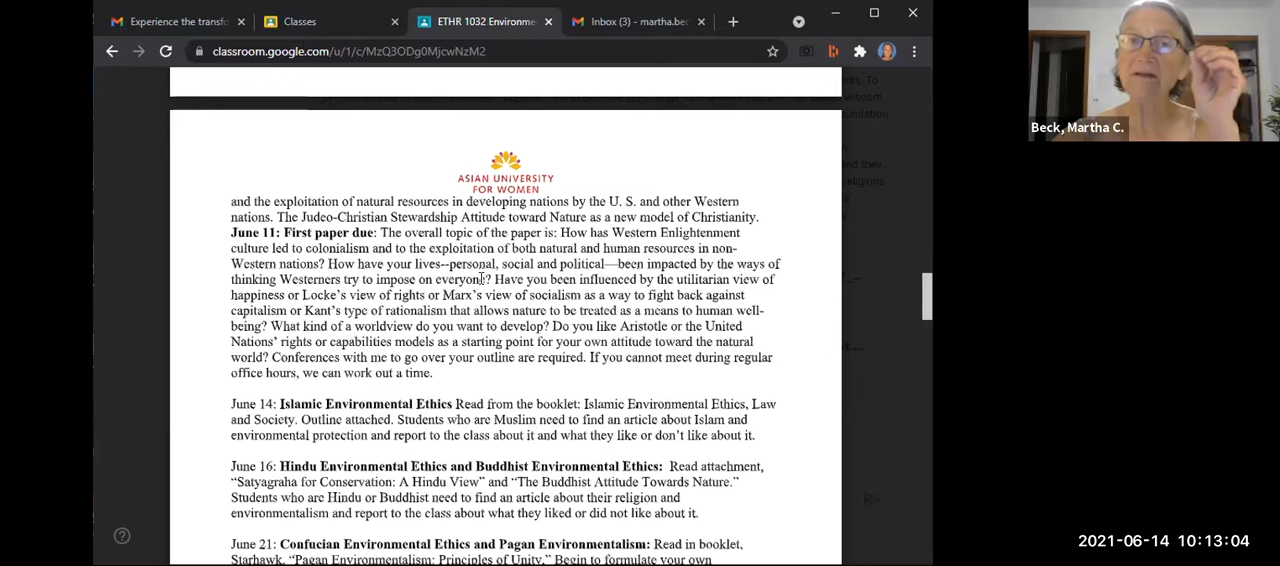 Experience the transfo
Classes
ETHR 1032 Environme
Inbox (3) - martha.bec
classroom.google.com/u/1/c/MzQ3ODg0MjcwNzM2
Beck, Martha C.
ASIAN UNIVERSITY
FOR WOMEN
and the exploitation of natural resources in developing nations by the U. S. and other Western
nations. The Judeo-Christian Stewardship Attitude toward Nature as a new model of Christianity.
June 11: First paper due: The overall topic of the paper is: How has Western Enlightenment
culture led to colonialism and to the exploitation of both natural and human resources in non-
Western nations? How have your lives--personal, social and political—been impacted by the ways of
thinking Westerners try to impose on everyone? Have you been influenced by the utilitarian view of
happiness or Locke's view of rights or Marx's view of socialism as a way to fight back against
capitalism or Kant's type of rationalism that allows nature to be treated as a means to human well-
being? What kind of a worldview do you want to develop? Do you like Aristotle or the United
Nations' rights or capabilities models as a starting point for your own attitude toward the natural
world? Conferences with me to go over your outline are required. If you cannot meet during regular
office hours, we can work out a time.
June 14: Islamic Environmental Ethics Read from the booklet: Islamic Environmental Ethics, Law
and Society. Outline attached. Students who are Muslim need to find an article about Islam and
environmental protection and report to the class about it and what they like or don't like about it.
June 16: Hindu Environmental Ethics and Buddhist Environmental Ethics: Read attachment,
"Satyagraha for Conservation: A Hindu View" and "The Buddhist Attitude Towards Nature."
Students who are Hindu or Buddhist need to find an article about their religion and
environmentalism and report to the class about what they liked or did not like about it.
June 21: Confucian Environmental Ethics and Pagan Environmentalism: Read in booklet,
Starhawk, "Pagan Environmentalism: Principles of Unity." Begin to formulate your own
2021-06-14 10:13:04